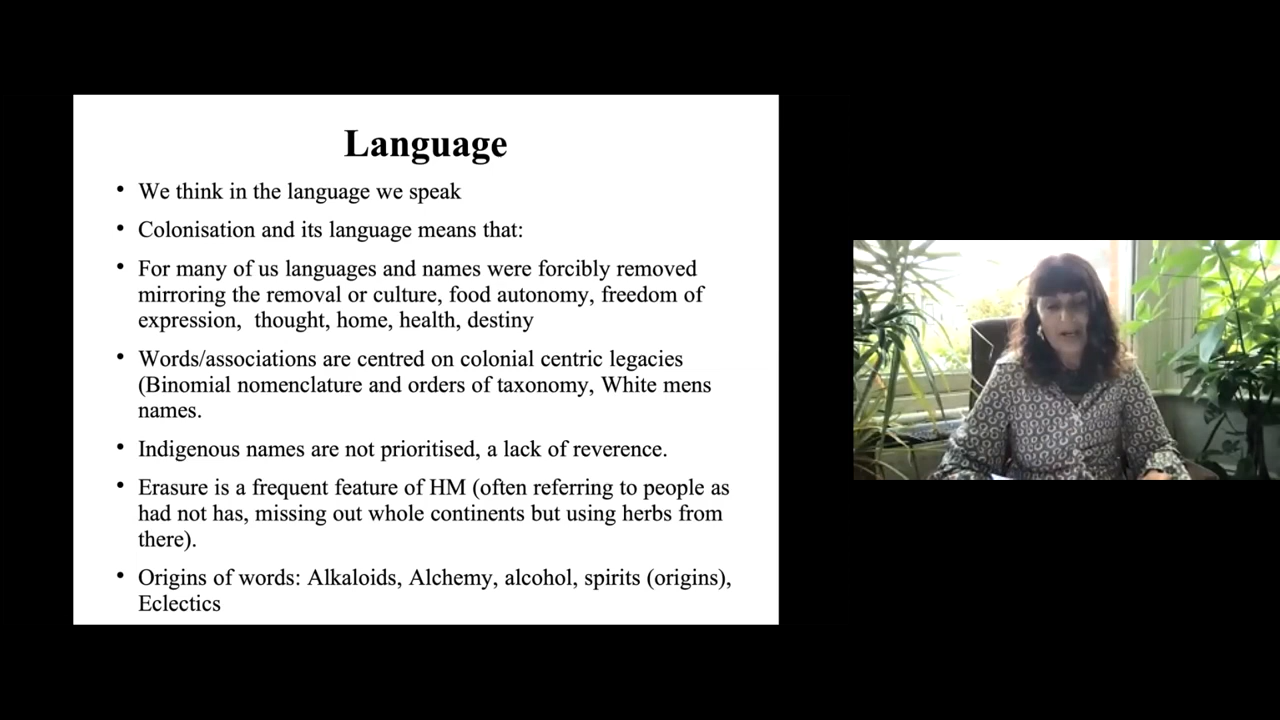 Language
• We think in the language we speak
• Colonisation and its language means that:
• For many of us languages and names were forcibly removed
mirroring the removal or culture, food autonomy, freedom of
expression,  thought, home, health, destiny
• Words/associations are centred on colonial centric legacies
(Binomial nomenclature and orders of taxonomy, White mens
names.
• Indigenous names are not prioritised, a lack of reverence.
• Erasure is a frequent feature of HM (often referring to people as
had not has, missing out whole continents but using herbs from
there).
• Origins of words: Alkaloids, Alchemy, alcohol, spirits (origins),
Eclectics